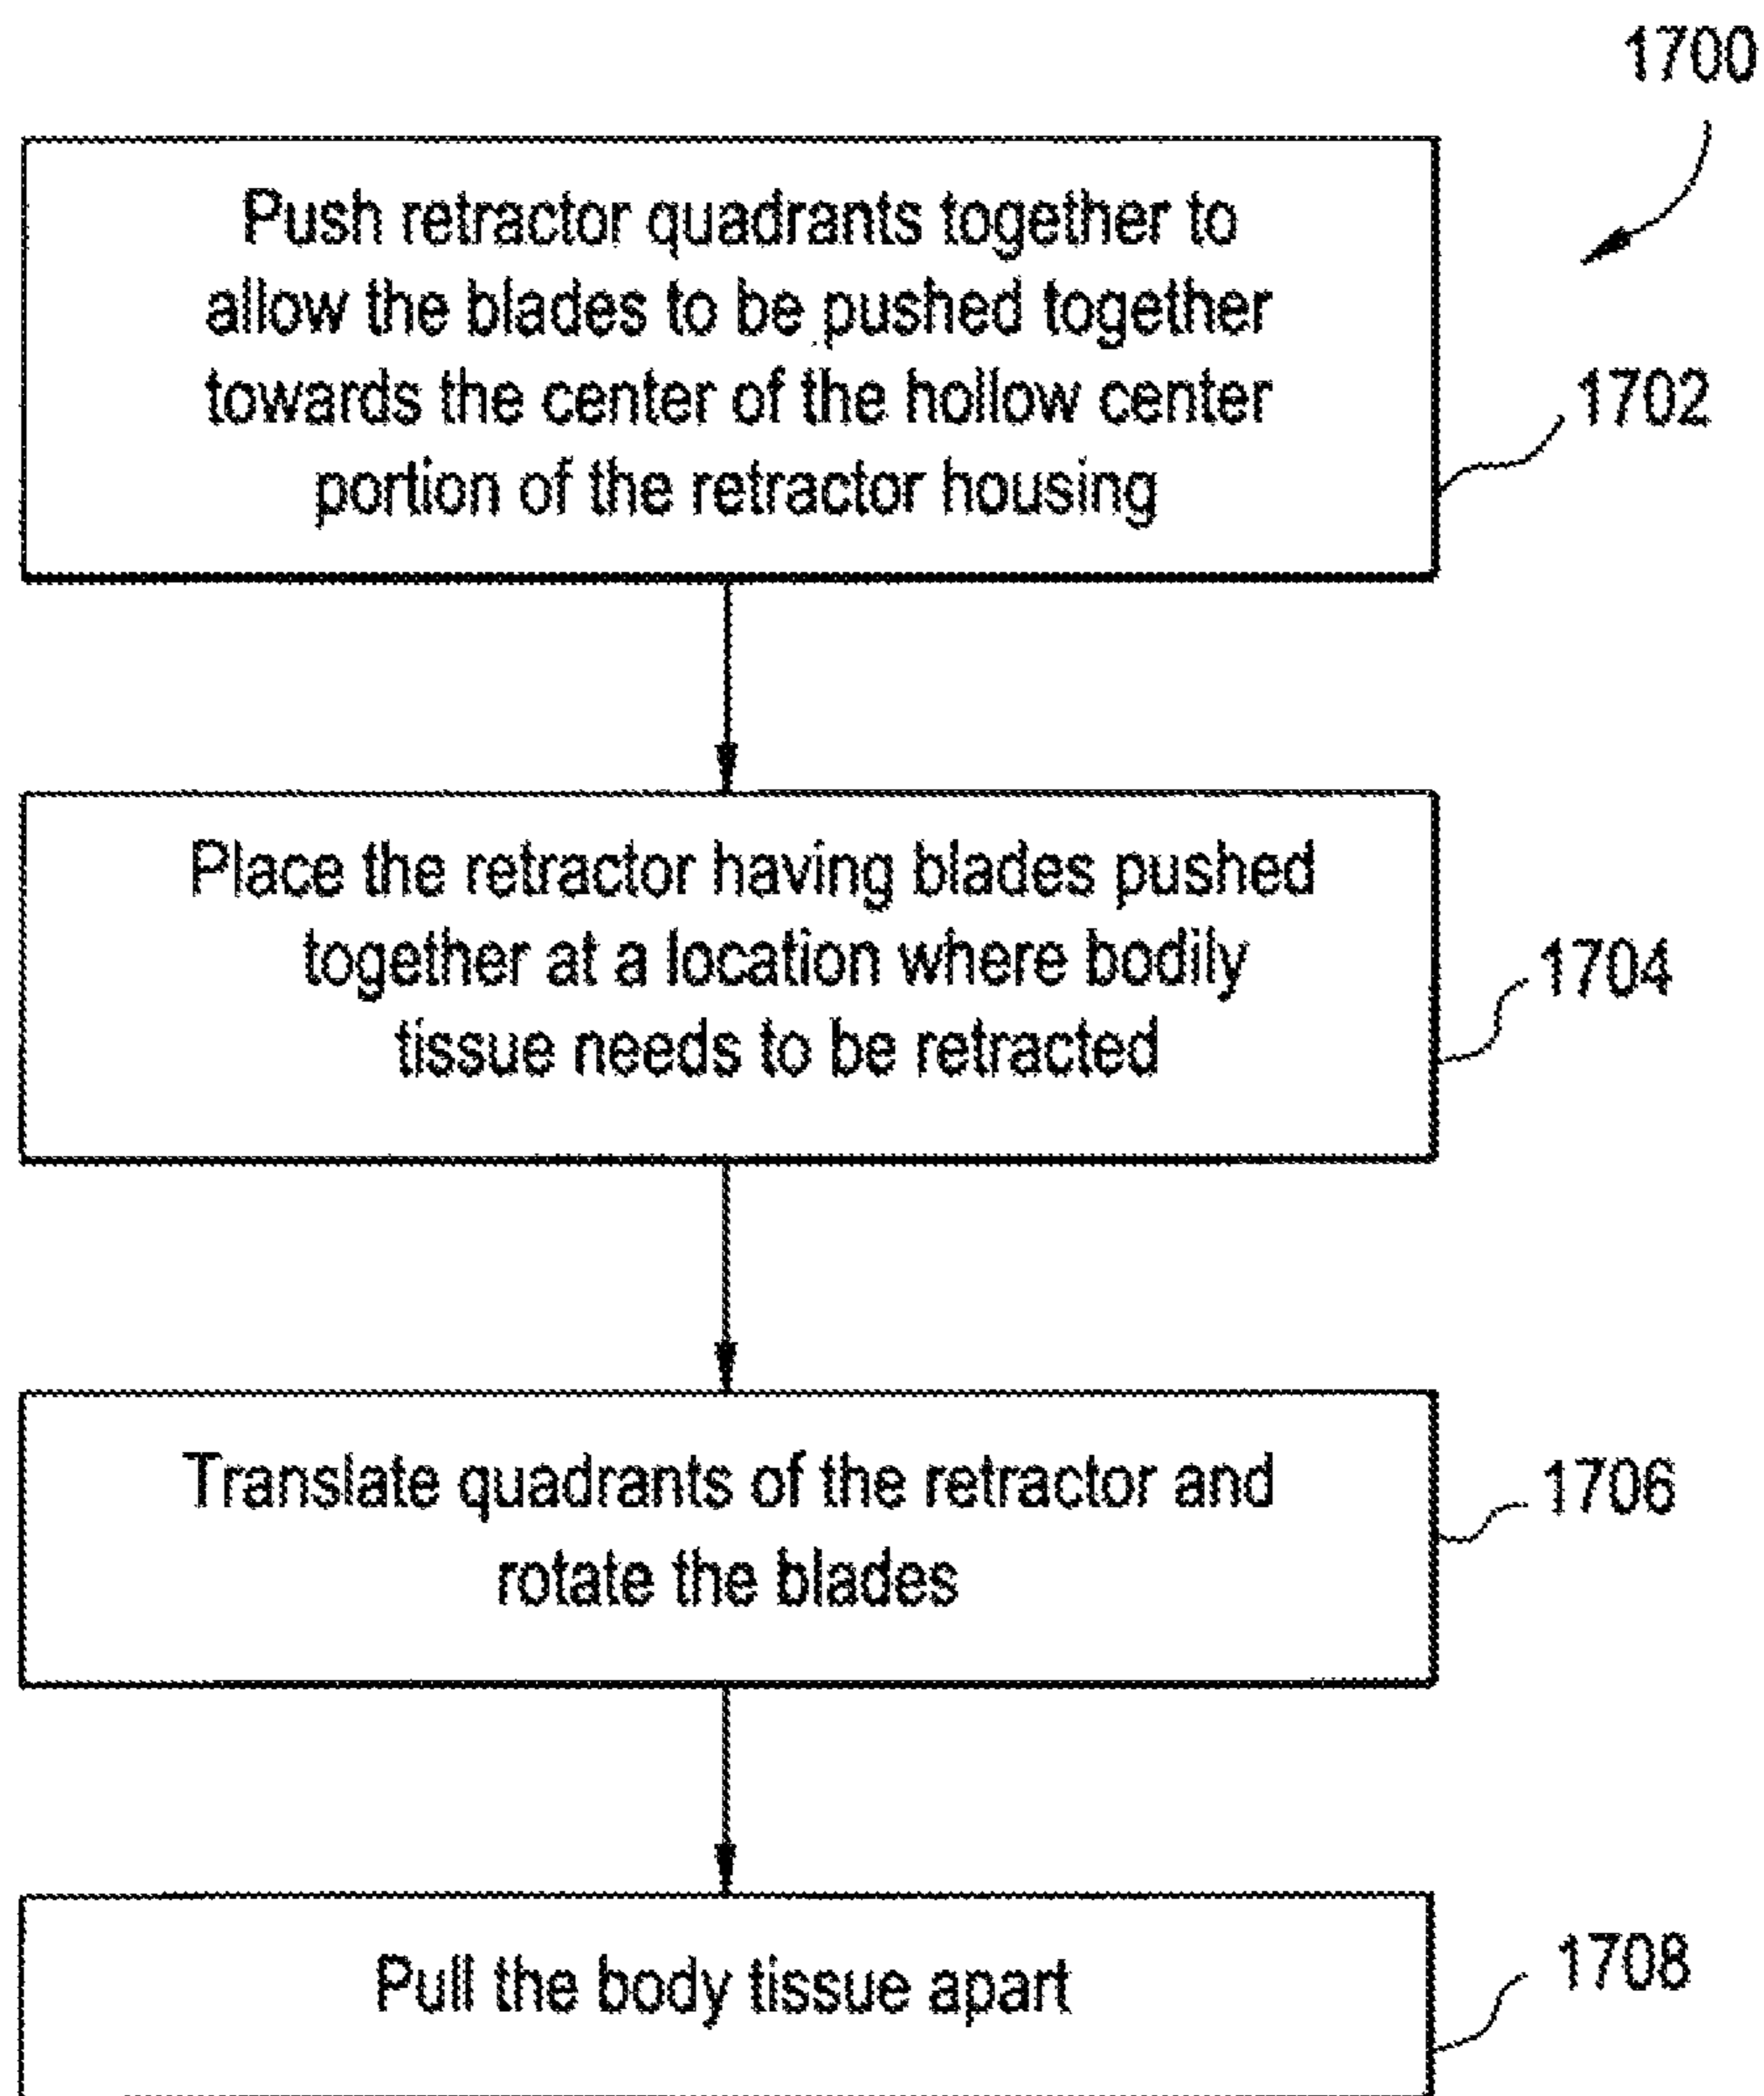 1700
Push retractor quadrants together to
allow the blades to be pushed together
towards the center of the hollow center
portion of the retractor housing
1702
Place the retractor having blades pushed
together at a location where bodily
tissue needs to be retracted
1704
Translate quadrants of the retractor and
rotate the blades
1706
Pull the body tissue apart
1708